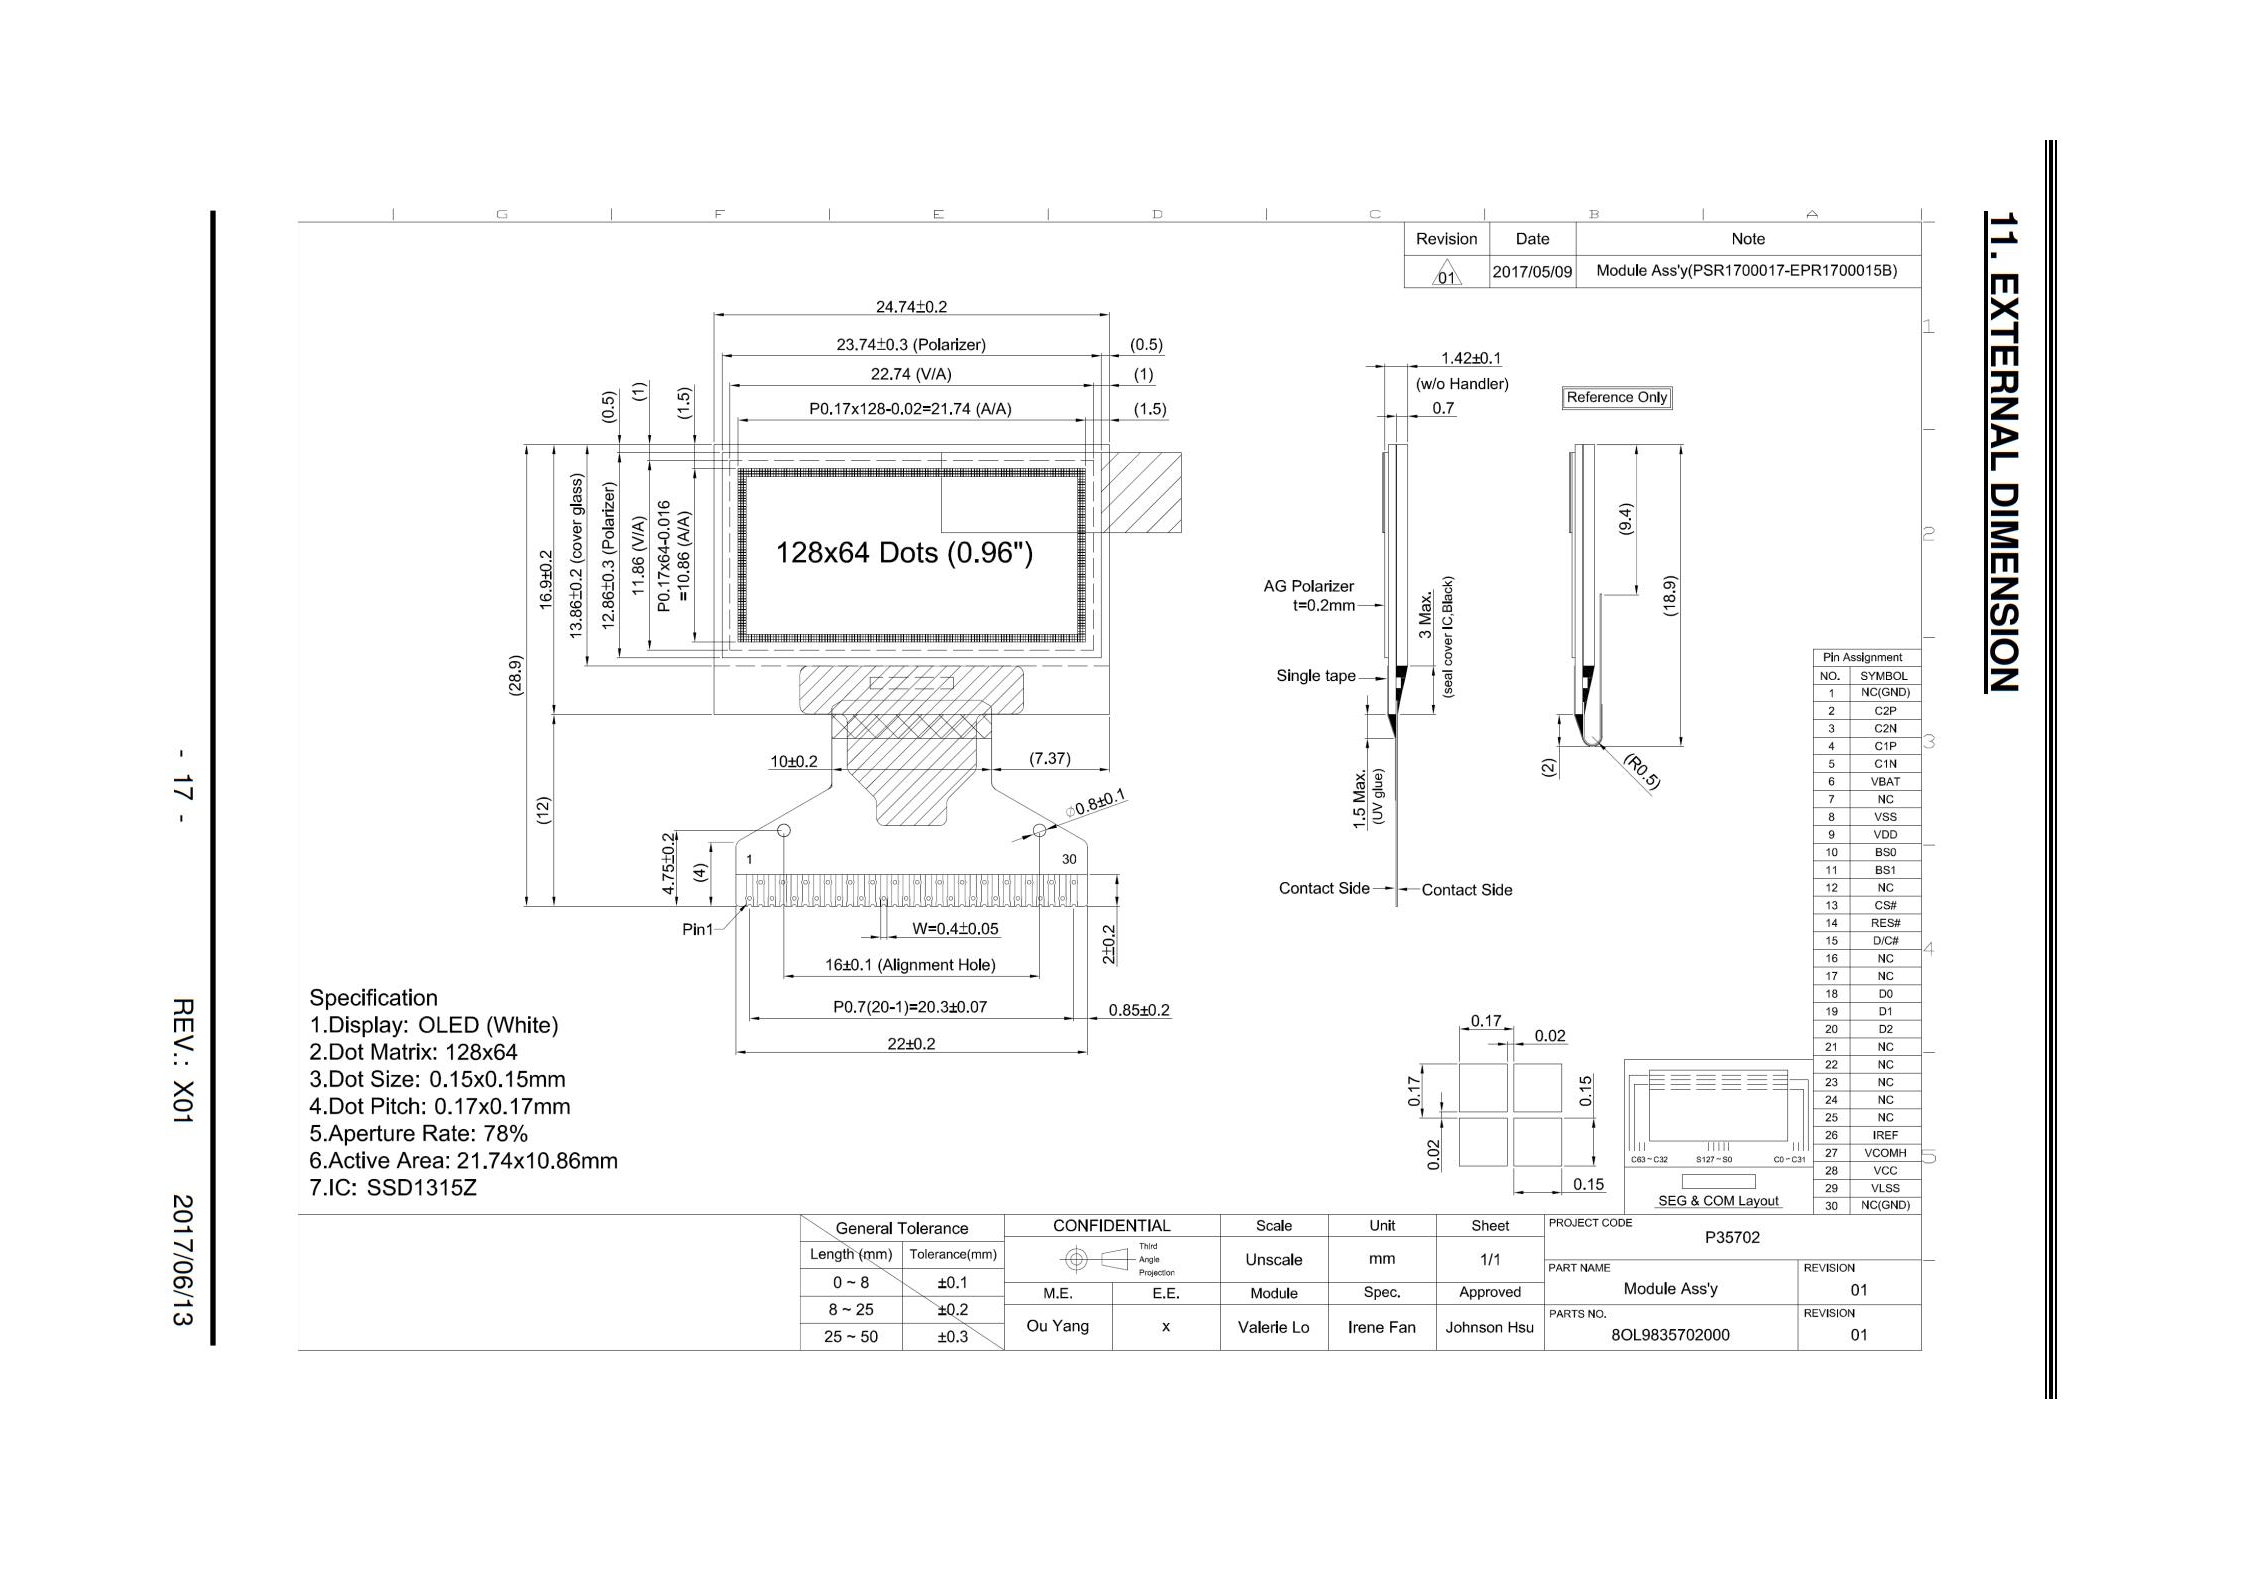 11. EXTERNAL DIMENSION
G F E D C B A
Revision Date Note
01 2017/05/09 Module Ass'y(PSR1700017-EPR1700015B)
1
2
3
4
5
24.74±0.2
23.74±0.3 (Polarizer) (0.5)
22.74 (V/A) (1)
P0.17x128-0.02=21.74 (A/A) (1.5)
(0.5)
(1)
(1.5)
(28.9)
16.9±0.2
13.86±0.2 (cover glass)
12.86±0.3 (Polarizer)
11.86 (V/A)
P0.17x64-0.016
=10.86 (A/A)
128x64 Dots (0.96")
(12)
10±0.2
(7.37)
Ø0.8±0.1
4.75±0.2
(4)
1 30
Pin1
W=0.4±0.05
2±0.2
16±0.1 (Alignment Hole)
P0.7(20-1)=20.3±0.07
0.85±0.2
22±0.2
1.42±0.1
(w/o Handler)
0.7
AG Polarizer
t=0.2mm
3 Max.
(seal cover IC,Black)
Single tape
1.5 Max.
(UV glue)
Contact Side Contact Side
Reference Only
(9.4)
(18.9)
(2)
(R0.5)
Pin Assignment
NO. SYMBOL
1 NC(GND)
2 C2P
3 C2N
4 C1P
5 C1N
6 VBAT
7 NC
8 VSS
9 VDD
10 BS0
11 BS1
12 NC
13 CS#
14 RES#
15 D/C#
16 NC
17 NC
18 D0
19 D1
20 D2
21 NC
22 NC
23 NC
24 NC
25 NC
26 IREF
27 VCOMH
28 VCC
29 VLSS
30 NC(GND)
Specification
1.Display: OLED (White)
2.Dot Matrix: 128x64
3.Dot Size: 0.15x0.15mm
4.Dot Pitch: 0.17x0.17mm
5.Aperture Rate: 78%
6.Active Area: 21.74x10.86mm
7.IC: SSD1315Z
0.17
0.02
0.17
0.15
0.02
0.15
C63~C32 S127~S0 C0~C31
SEG & COM Layout
General Tolerance
Length (mm) Tolerance(mm)
0 ~ 8 ±0.1
8 ~ 25 ±0.2
25 ~ 50 ±0.3
CONFIDENTIAL Scale Unit Sheet
Third
Angle
Projection
Unscale mm 1/1
M.E. E.E. Module Spec. Approved
Ou Yang x Valerie Lo Irene Fan Johnson Hsu
PROJECT CODE
P35702
PART NAME REVISION
Module Ass'y 01
PARTS NO. REVISION
8OL9835702000 01
- 17 - REV.: X01 2017/06/13